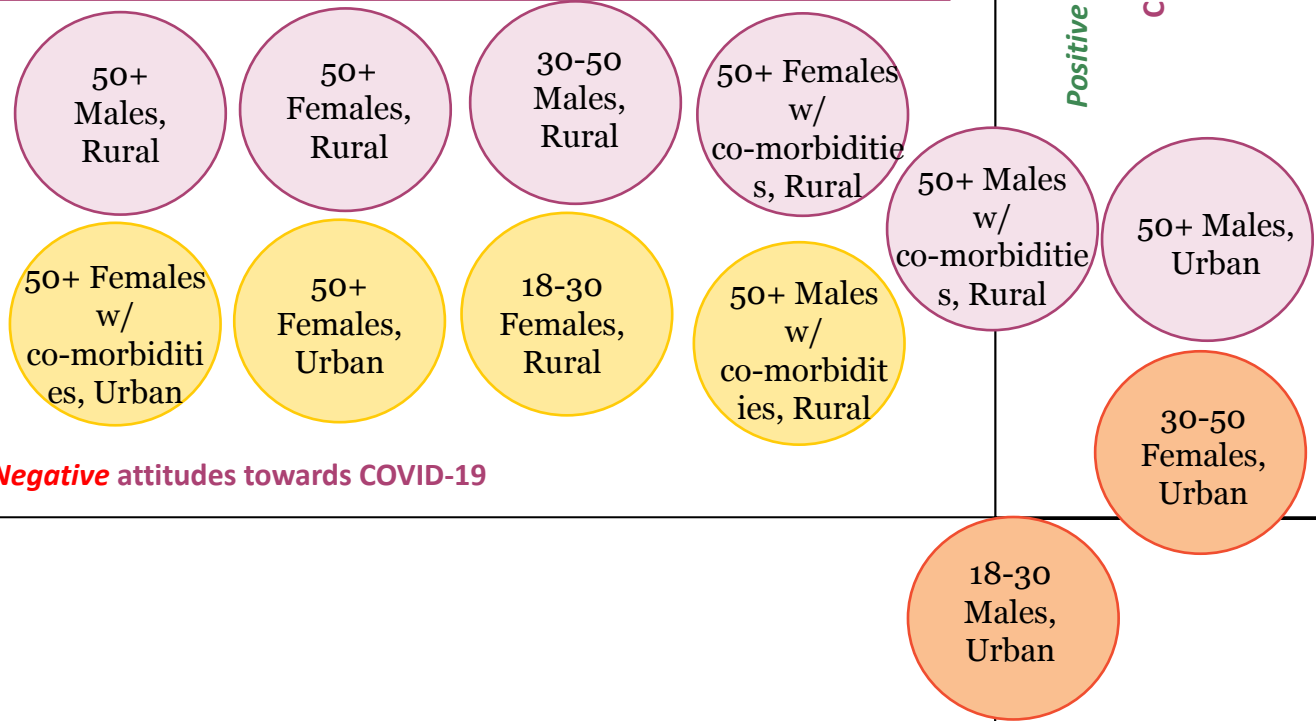 50+
Males,
Rural
50+
Females,
Rural
30-50
Males,
Rural
50+ Females
w/
co-morbiditie
s, Rural
Positive
C
50+ Males
w/
co-morbiditie
s, Rural
50+ Males,
Urban
50+ Females
w/
co-morbiditi
es, Urban
50+
Females,
Urban
18-30
Females,
Rural
50+ Males
w/
co-morbidit
ies, Rural
30-50
Females,
Urban
Negative attitudes towards COVID-19
18-30
Males,
Urban